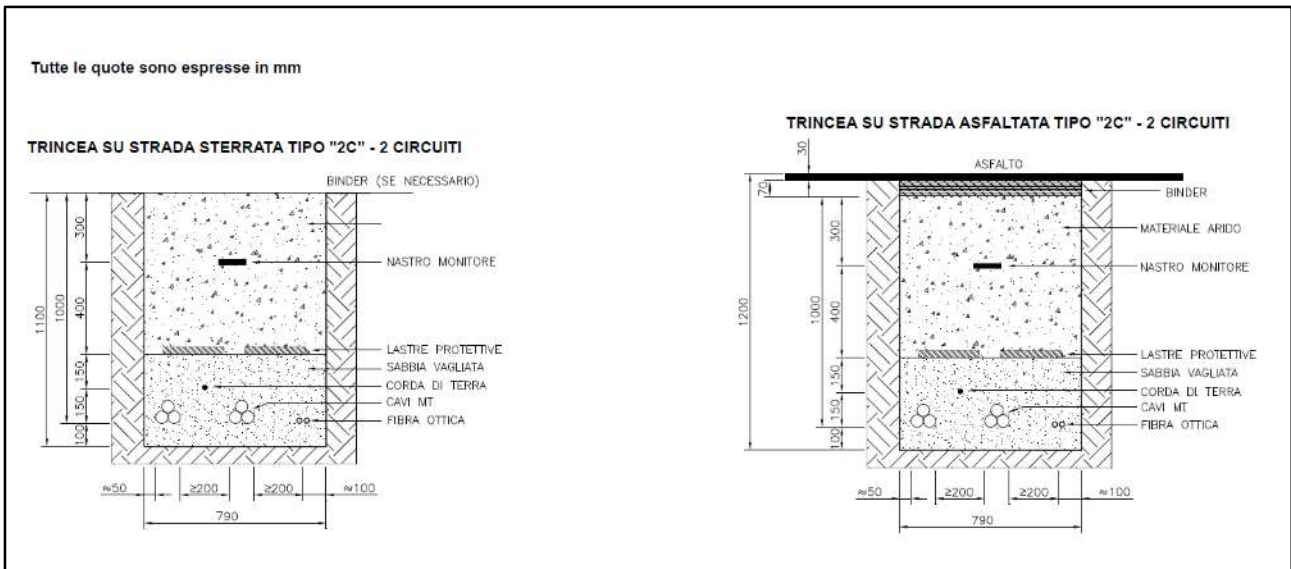 Tutte le quote sono espresse in mm
TRINCEA SU STRADA STERRATA TIPO "2C" - 2 CIRCUITI
BINDER (SE NECESSARIO)
300
NASTRO MONITORE
400
1000
1100
LASTRE PROTETTIVE
SABBIA VAGLIATA
150
CORDA DI TERRA
CAVI MT
150
FIBRA OTTICA
100
≈50
≥200
≥200
≈100
790
TRINCEA SU STRADA ASFALTATA TIPO "2C" - 2 CIRCUITI
30
ASFALTO
70
BINDER
300
MATERIALE ARIDO
NASTRO MONITORE
400
1000
1200
LASTRE PROTETTIVE
SABBIA VAGLIATA
150
CORDA DI TERRA
CAVI MT
150
FIBRA OTTICA
100
≈50
≥200
≥200
≈100
790